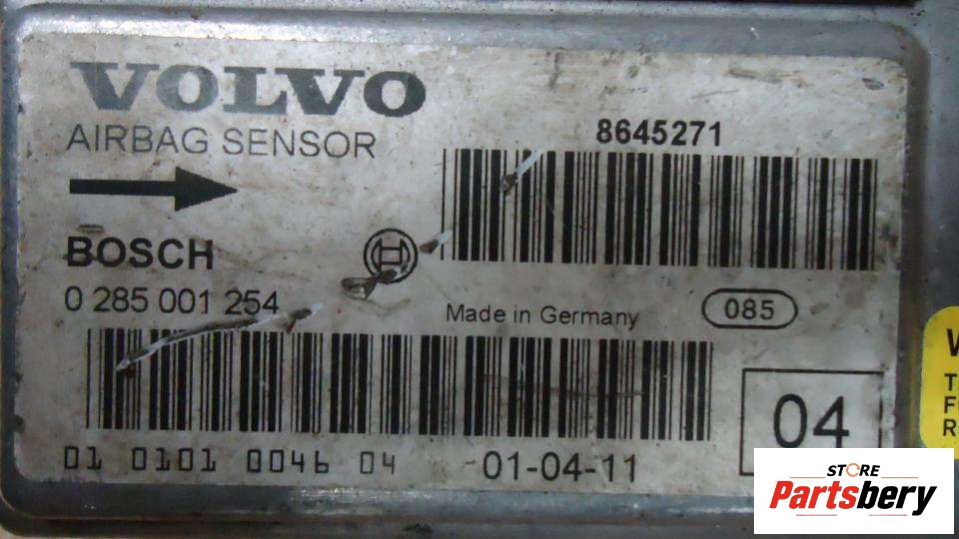 VOLVO
AIRBAG SENSOR
8645271
BOSCH
0 285 001 254
Made in Germany
085
04
01 0101 0046 04
01-04-11
STORE
Partsbery